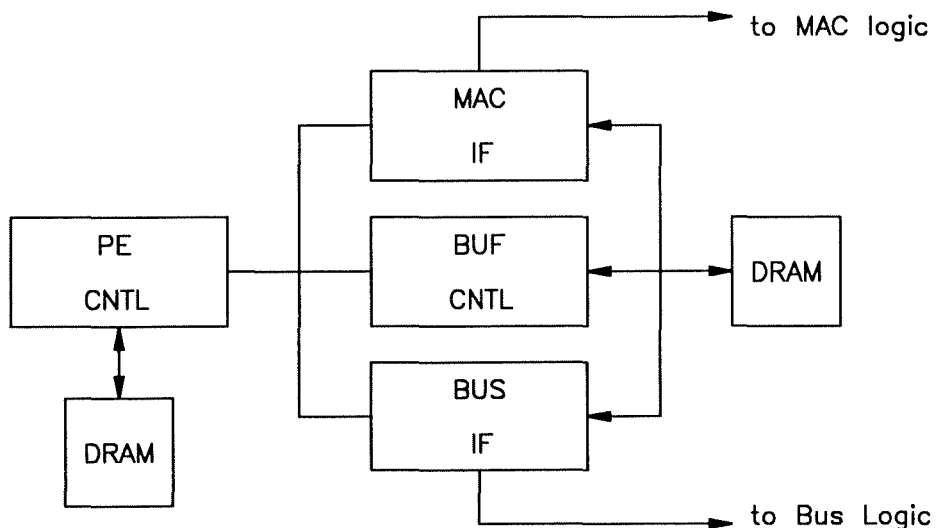 to MAC logic
MAC
IF
PE
CNTL
BUF
CNTL
DRAM
BUS
IF
DRAM
to Bus Logic